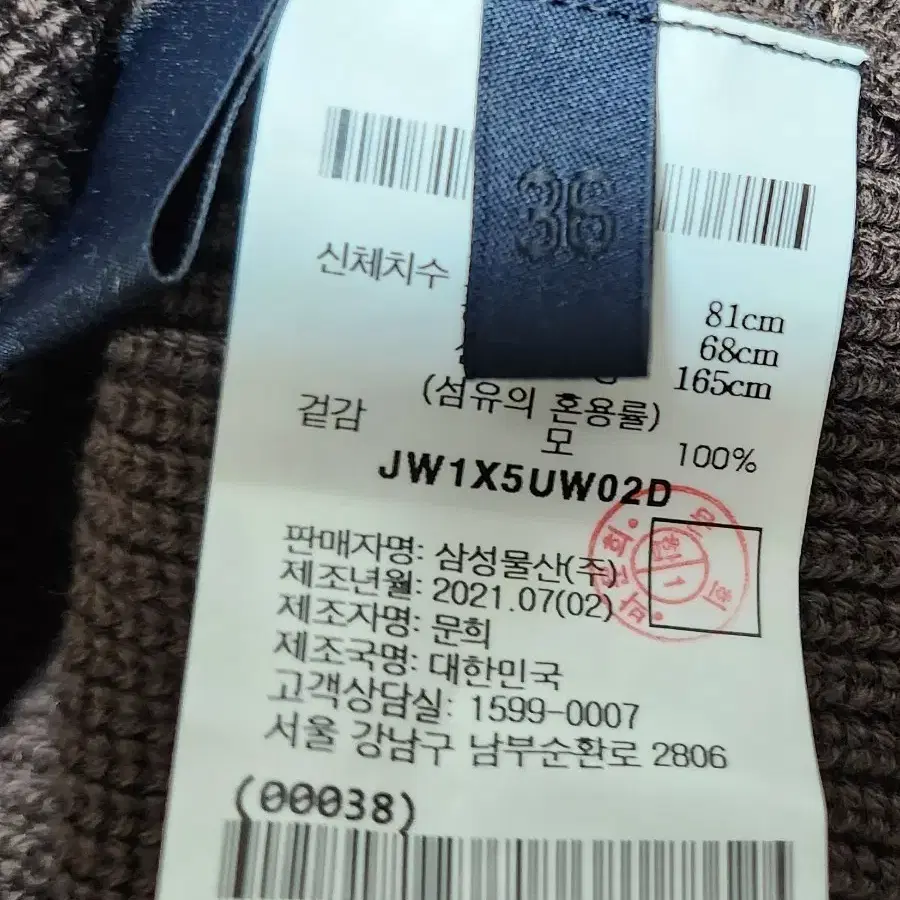 36
신체치수
81cm
68cm
165cm
(섬유의 혼용률)
겉감
모 100%
JW1X5UW02D
판매자명: 삼성물산(주)
제조년월: 2021.07(02)
제조자명: 문희
제조국명: 대한민국
고객상담실: 1599-0007
서울 강남구 남부순환로 2806
(00038)